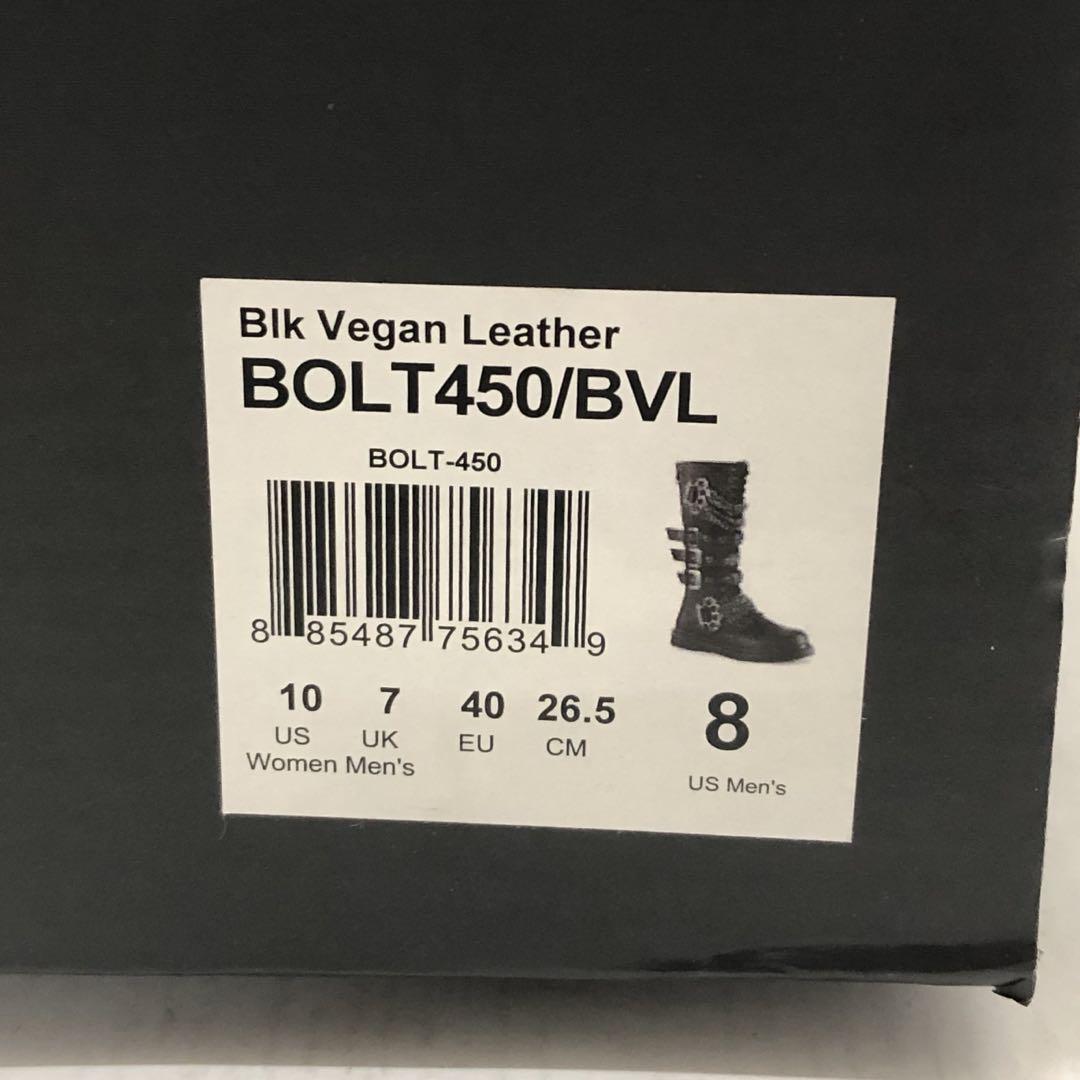 Blk Vegan Leather
BOLT450/BVL
BOLT-450
8 85487 75634 9
10 7 40 26.5 8
US UK EU CM
Women Men's
US Men's